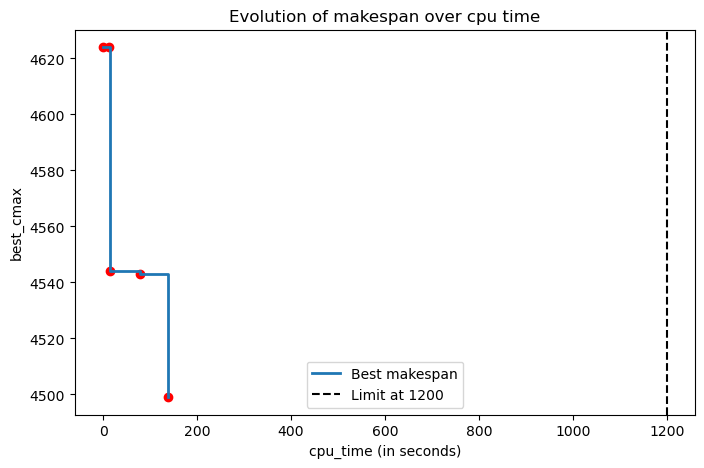 Evolution of makespan over cpu time
best_cmax
4620
4600
4580
4560
4540
4520
4500
Best makespan
Limit at 1200
0
200
400
600
800
1000
1200
cpu_time (in seconds)